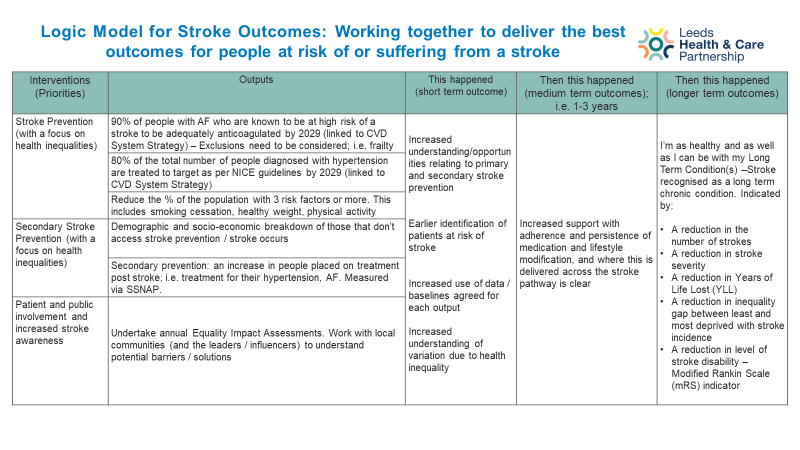 Logic Model for Stroke Outcomes: Working together to deliver the best
outcomes for people at risk of or suffering from a stroke
Leeds
Health & Care
Partnership
Interventions
(Priorities)
Outputs
This happened
(short term outcome)
Then this happened
(medium term outcomes);
i.e. 1-3 years
Then this happened
(longer term outcomes)
Stroke Prevention
(with a focus on
health inequalities)
90% of people with AF who are known to be at high risk of a
stroke to be adequately anticoagulated by 2029 (linked to CVD
System Strategy) – Exclusions need to be considered; i.e. frailty
80% of the total number of people diagnosed with hypertension
are treated to target as per NICE guidelines by 2029 (linked to
CVD System Strategy)
Reduce the % of the population with 3 risk factors or more. This
includes smoking cessation, healthy weight, physical activity
Secondary Stroke
Prevention (with a
focus on health
inequalities)
Demographic and socio-economic breakdown of those that don't
access stroke prevention / stroke occurs
Secondary prevention: an increase in people placed on treatment
post stroke; i.e. treatment for their hypertension, AF. Measured
via SSNAP.
Patient and public
involvement and
increased stroke
awareness
Undertake annual Equality Impact Assessments. Work with local
communities (and the leaders / influencers) to understand
potential barriers / solutions
Increased
understanding/opportun
ities relating to primary
and secondary stroke
prevention
Earlier identification of
patients at risk of
stroke
Increased use of data /
baselines agreed for
each output
Increased
understanding of
variation due to health
inequality
Increased support with
adherence and persistence of
medication and lifestyle
modification, and where this is
delivered across the stroke
pathway is clear
I'm as healthy and as well
as I can be with my Long
Term Condition(s) –Stroke
recognised as a long term
chronic condition. Indicated
by:
• A reduction in the
number of strokes
• A reduction in stroke
severity
• A reduction in Years of
Life Lost (YLL)
• A reduction in inequality
gap between least and
most deprived with stroke
incidence
• A reduction in level of
stroke disability –
Modified Rankin Scale
(mRS) indicator